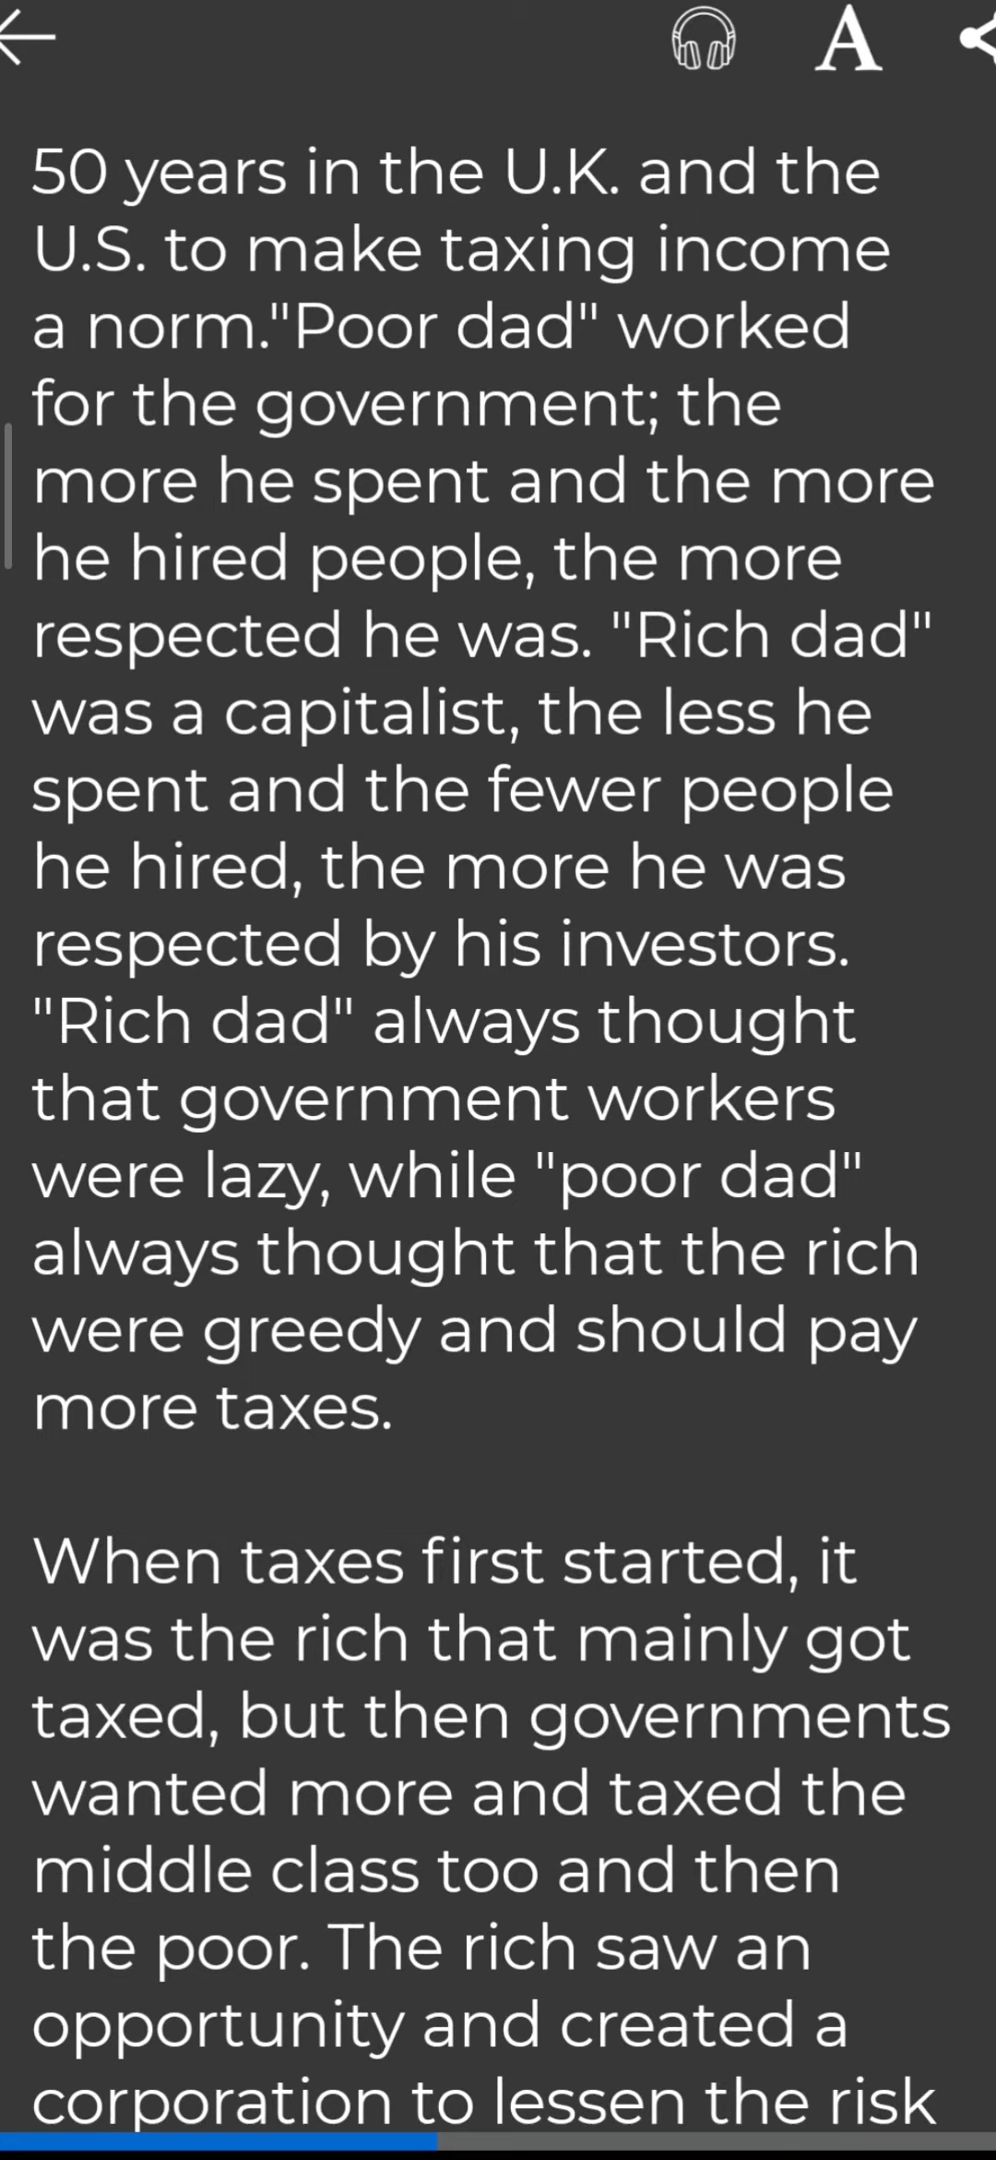 A
50 years in the U.K. and the
U.S. to make taxing income
a norm."Poor dad" worked
for the government; the
more he spent and the more
he hired people, the more
respected he was. "Rich dad"
was a capitalist, the less he
spent and the fewer people
he hired, the more he was
respected by his investors.
"Rich dad" always thought
that government workers
were lazy, while "poor dad"
always thought that the rich
were greedy and should pay
more taxes.
When taxes first started, it
was the rich that mainly got
taxed, but then governments
wanted more and taxed the
middle class too and then
the poor. The rich saw an
opportunity and created a
corporation to lessen the risk